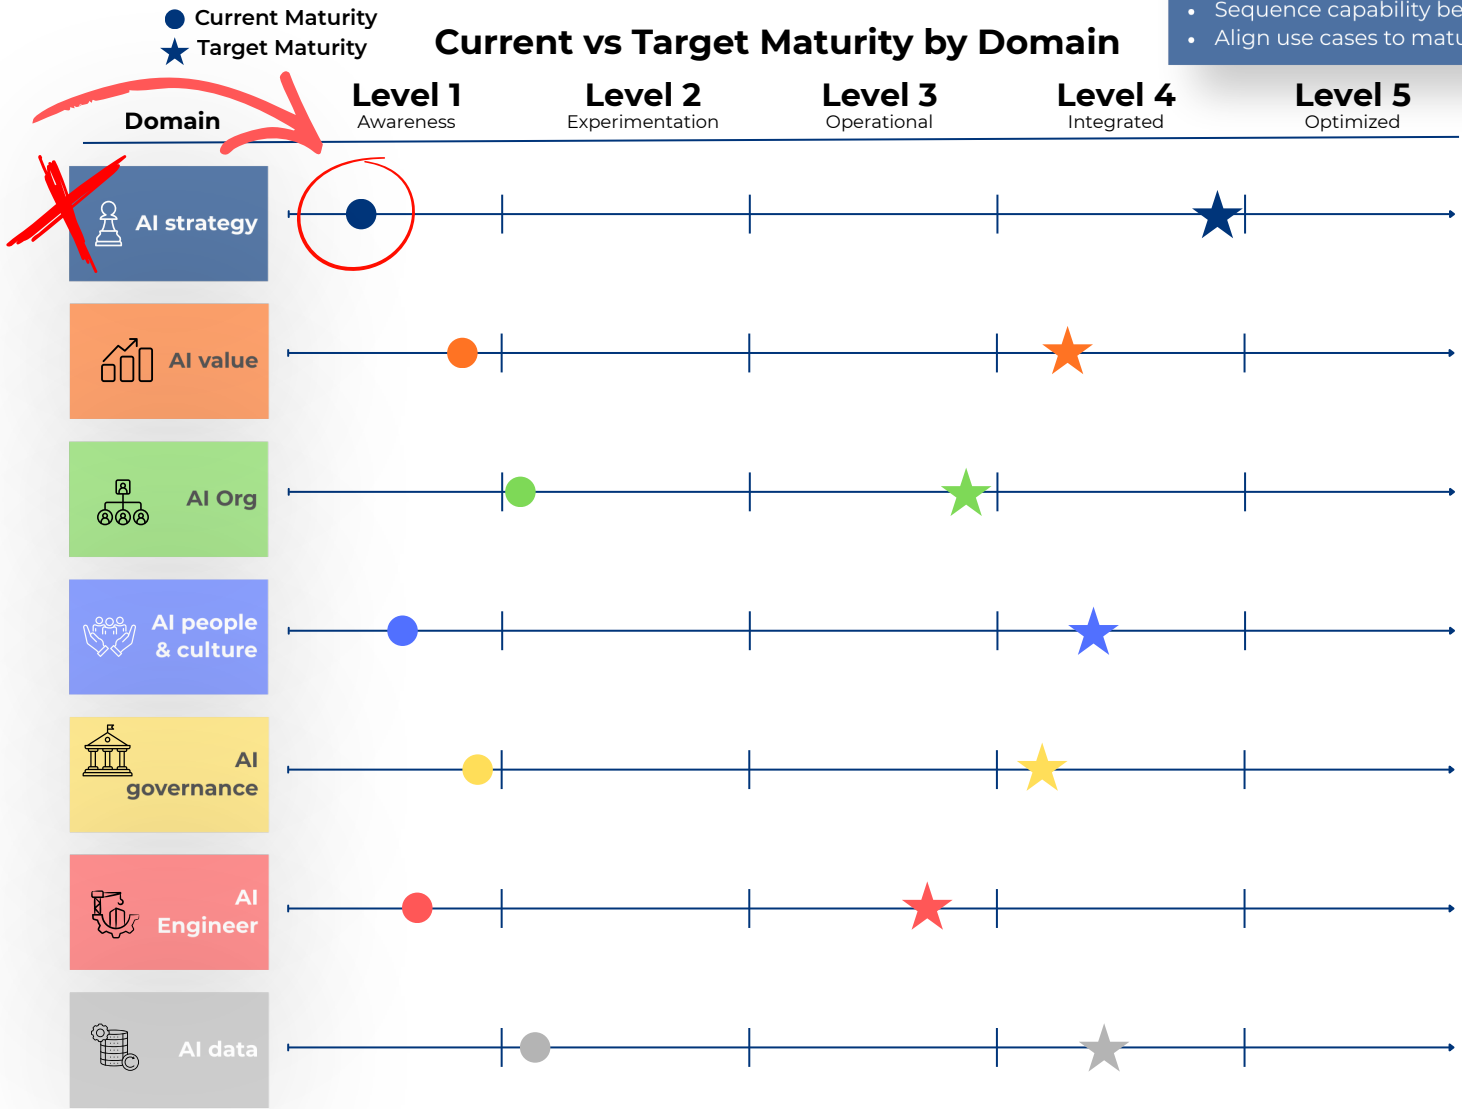 Current Maturity
Target Maturity
Current vs Target Maturity by Domain
Sequence capability
Align use cases to
Domain
Level 1
Awareness
Level 2
Experimentation
Level 3
Operational
Level 4
Integrated
Level 5
Optimized
AI strategy
AI value
AI Org
AI people
& culture
AI
governance
AI
Engineer
AI data